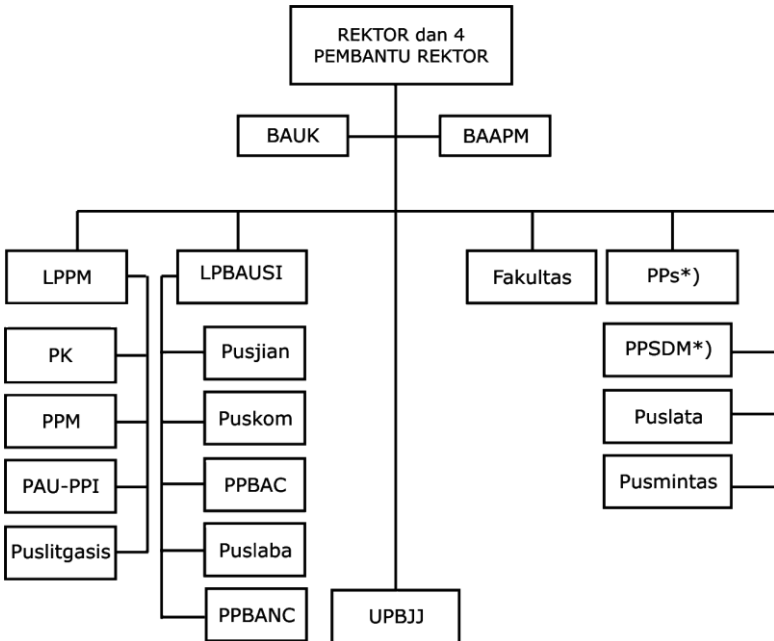 REKTOR dan 4
PEMBANTU REKTOR
BAUK
BAAPM
LPPM
LPBAUSI
Fakultas
PPs*)
PK
Pusjian
PPSDM*)
PPM
Puskom
Puslata
PAU-PPI
PPBAC
Pusmintas
Puslitgasis
Puslaba
PPBANC
UPBJJ